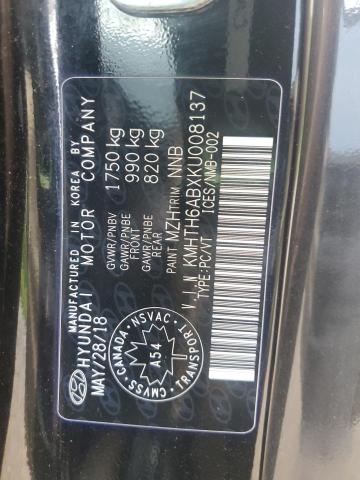 MANUFACTURED BY
IN KOREA
HYUNDAI MOTOR COMPANY
MAY/28/18
GVWR/PNBV 1750 kg
GAWR/PNBE FRONT 990 kg
GAWR/PNBE REAR 820 kg
PAINT MZH TRIM NNB
V.I.N KMHTH6ABXKU008137
TYPE:PC/VT ICES/NMB-002
NSVAC · CMVSS · CANADA
A54